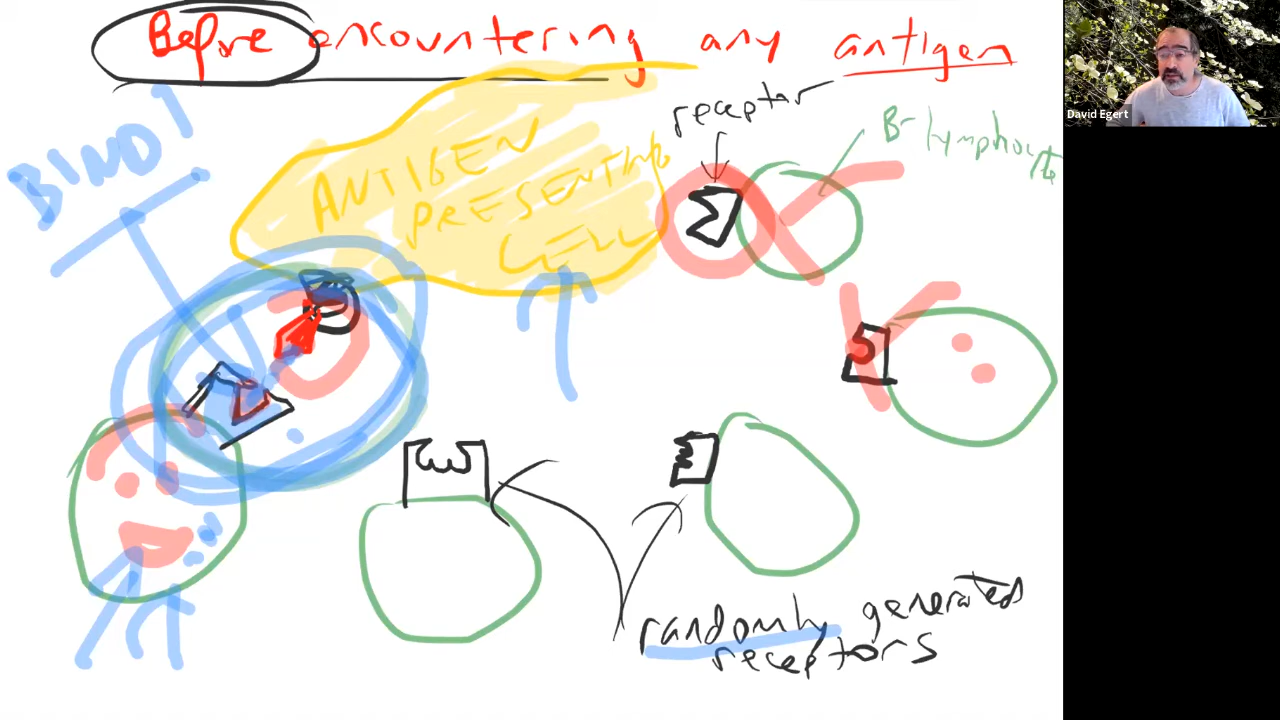 Before encountering any antigen
David Egert
receptor
B-lymphocyte
BIND!
ANTIGEN
PRESENTING
CELL
randomly generated
receptors